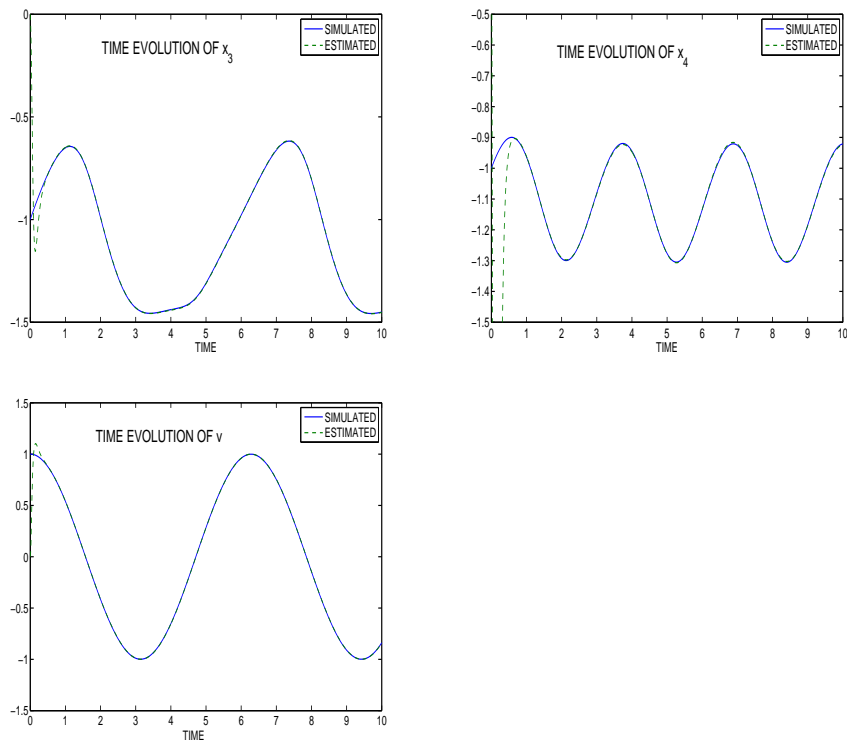 TIME EVOLUTION OF x_3
SIMULATED
ESTIMATED
0
−0.5
−1
−1.5
0 1 2 3 4 5 6 7 8 9 10
TIME
TIME EVOLUTION OF x_4
SIMULATED
ESTIMATED
−0.5
−0.6
−0.7
−0.8
−0.9
−1
−1.1
−1.2
−1.3
−1.4
−1.5
0 1 2 3 4 5 6 7 8 9 10
TIME
TIME EVOLUTION OF v
SIMULATED
ESTIMATED
1.5
1
0.5
0
−0.5
−1
−1.5
0 1 2 3 4 5 6 7 8 9 10
TIME